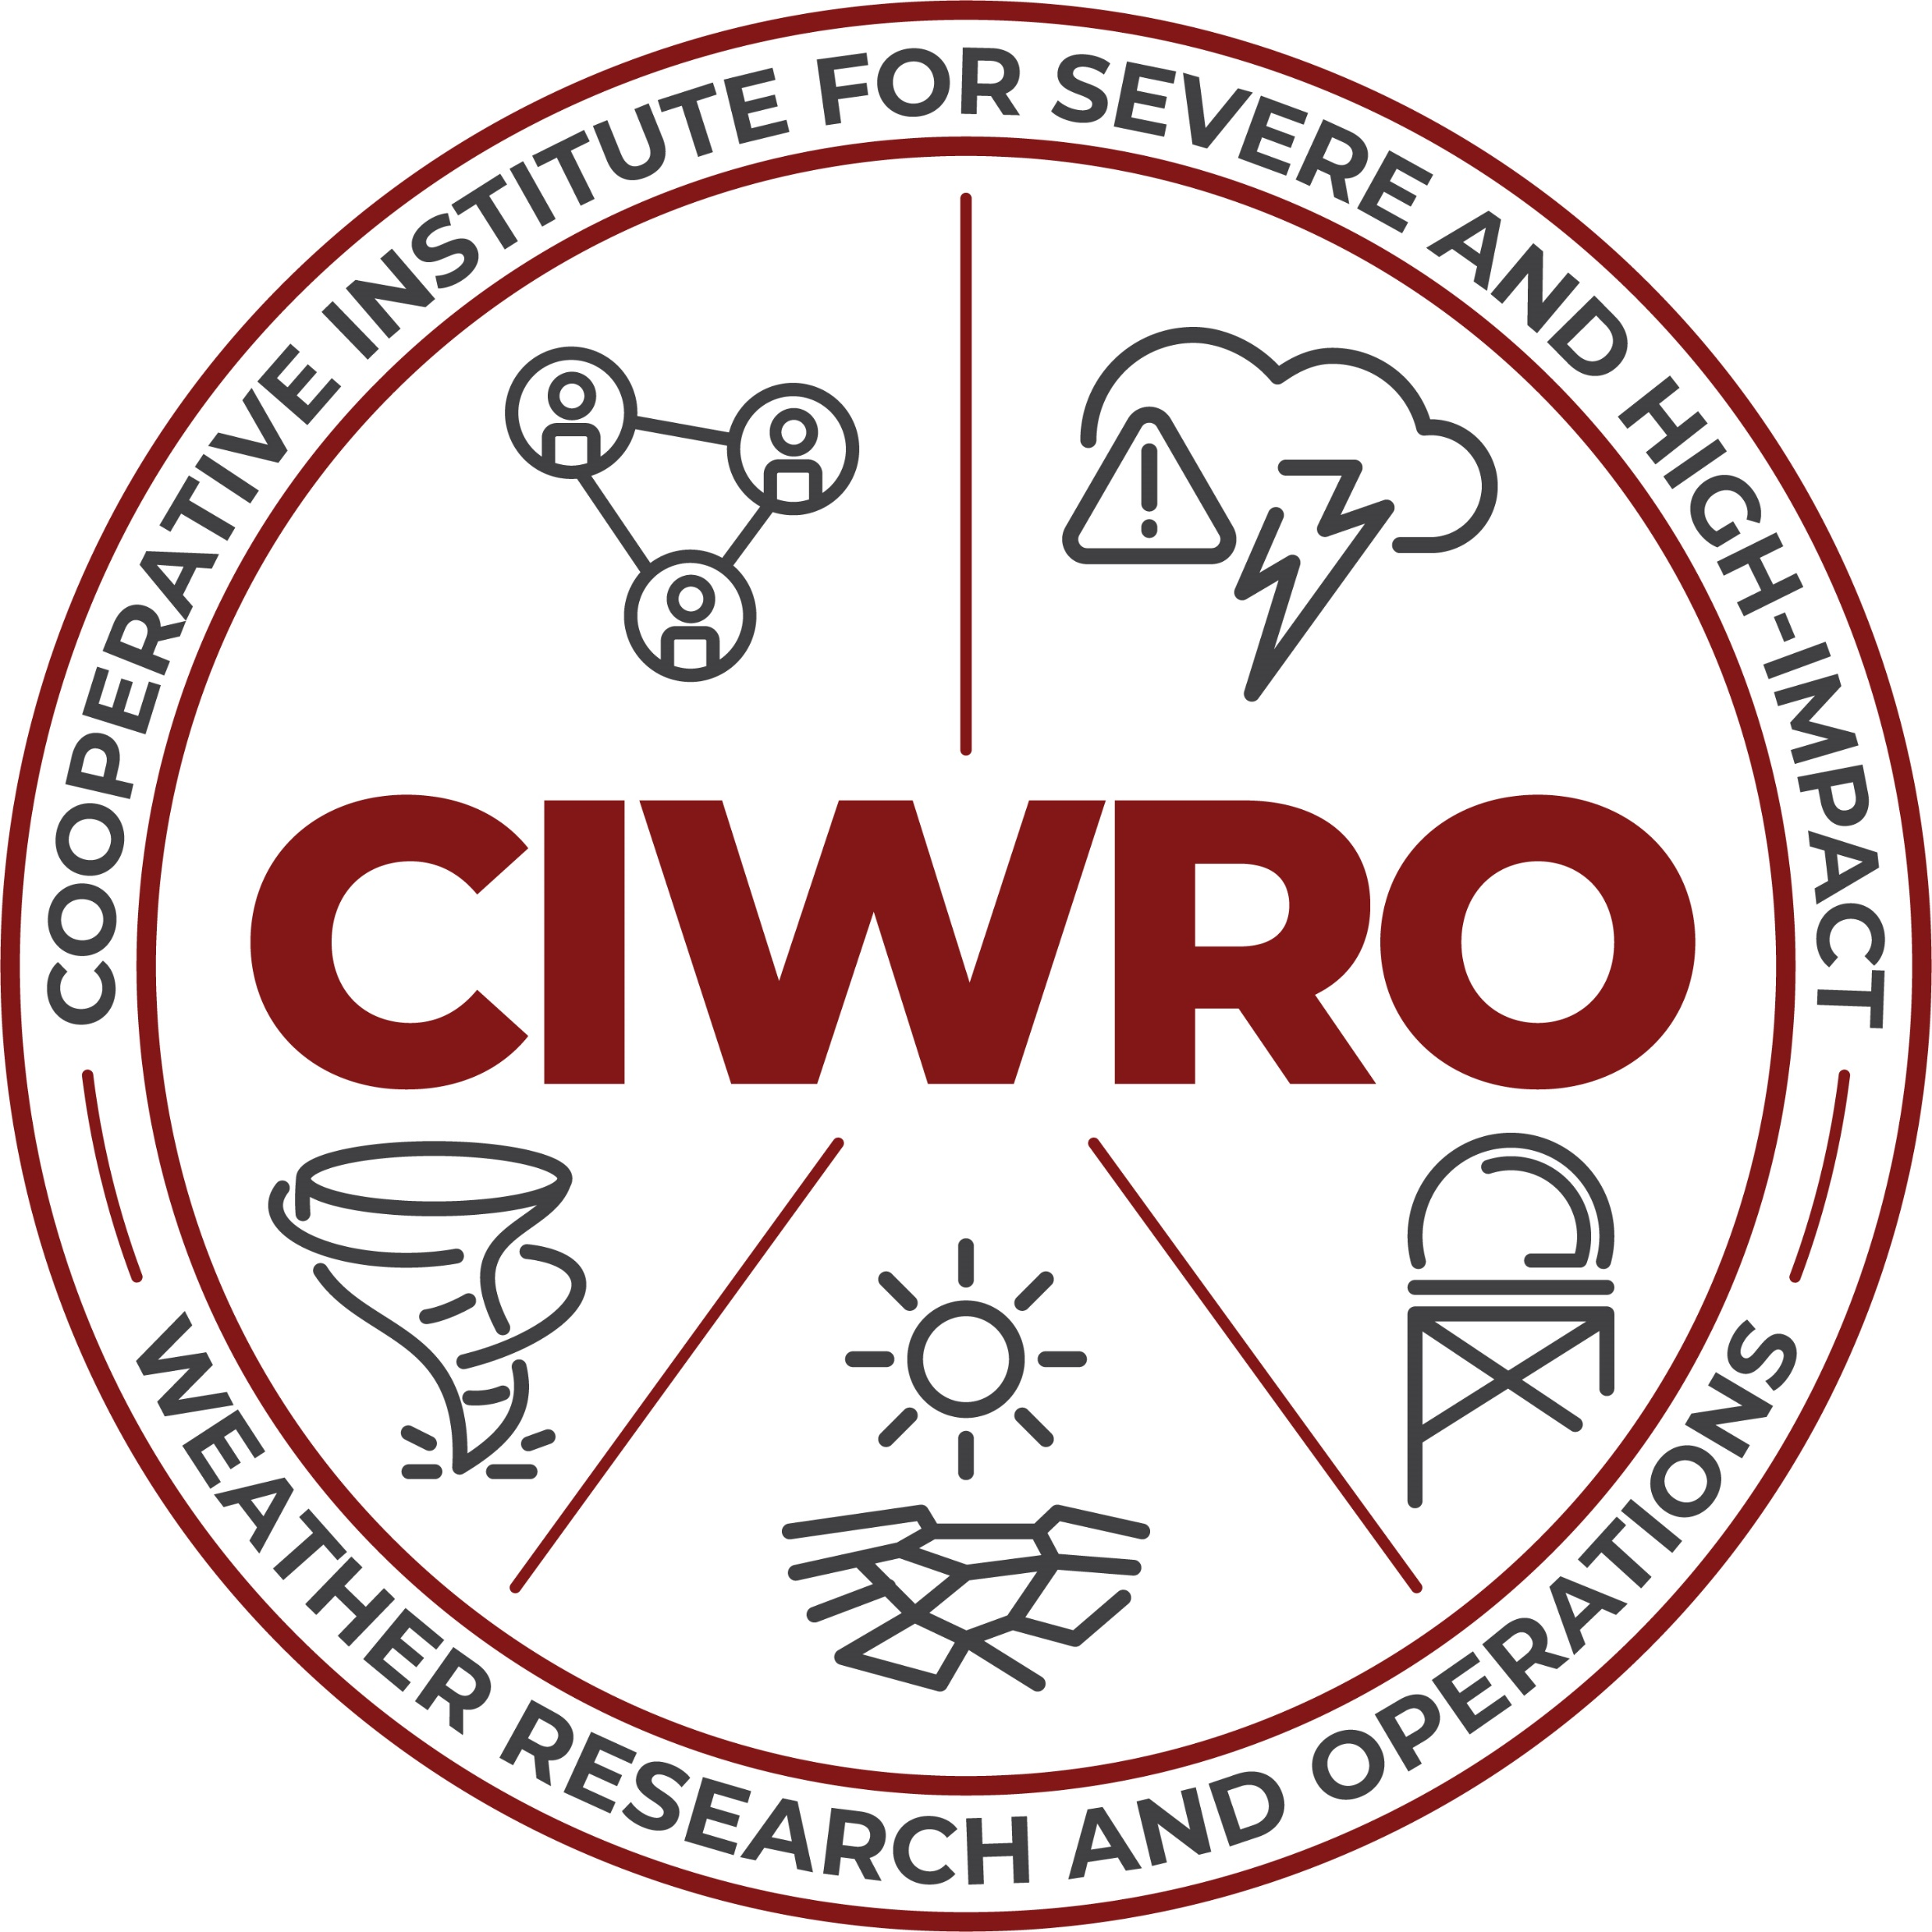 COOPERATIVE INSTITUTE FOR SEVERE AND HIGH-IMPACT
CIWRO
WEATHER RESEARCH AND OPERATIONS